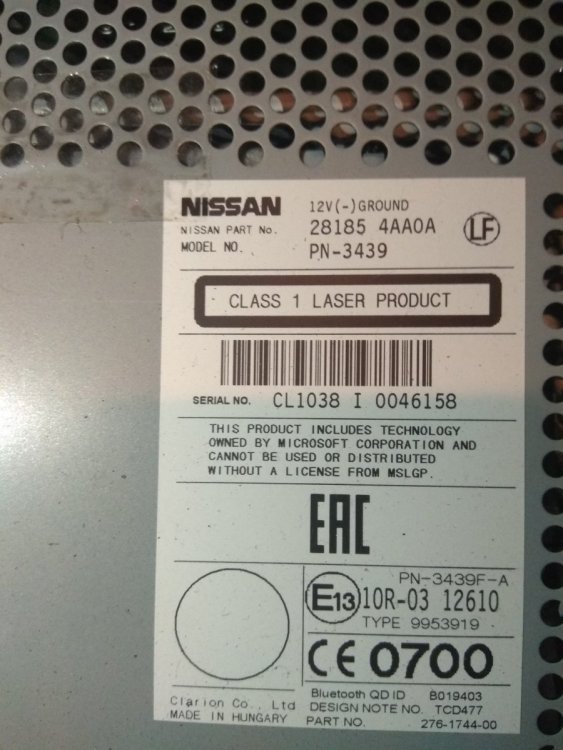 NISSAN 12V(-)GROUND
NISSAN PART No. 28185 4AA0A LF
MODEL NO. PN-3439
CLASS 1 LASER PRODUCT
SERIAL NO. CL1038 I 0046158
THIS PRODUCT INCLUDES TECHNOLOGY
OWNED BY MICROSOFT CORPORATION AND
CANNOT BE USED OR DISTRIBUTED
WITHOUT A LICENSE FROM MSLGP.
EAC
PN-3439F-A
E13 10R-03 12610
TYPE 9953919
CE 0700
Clarion Co., Ltd
MADE IN HUNGARY
Bluetooth QD ID B019403
DESIGN NOTE NO. TCD477
PART NO. 276-1744-00